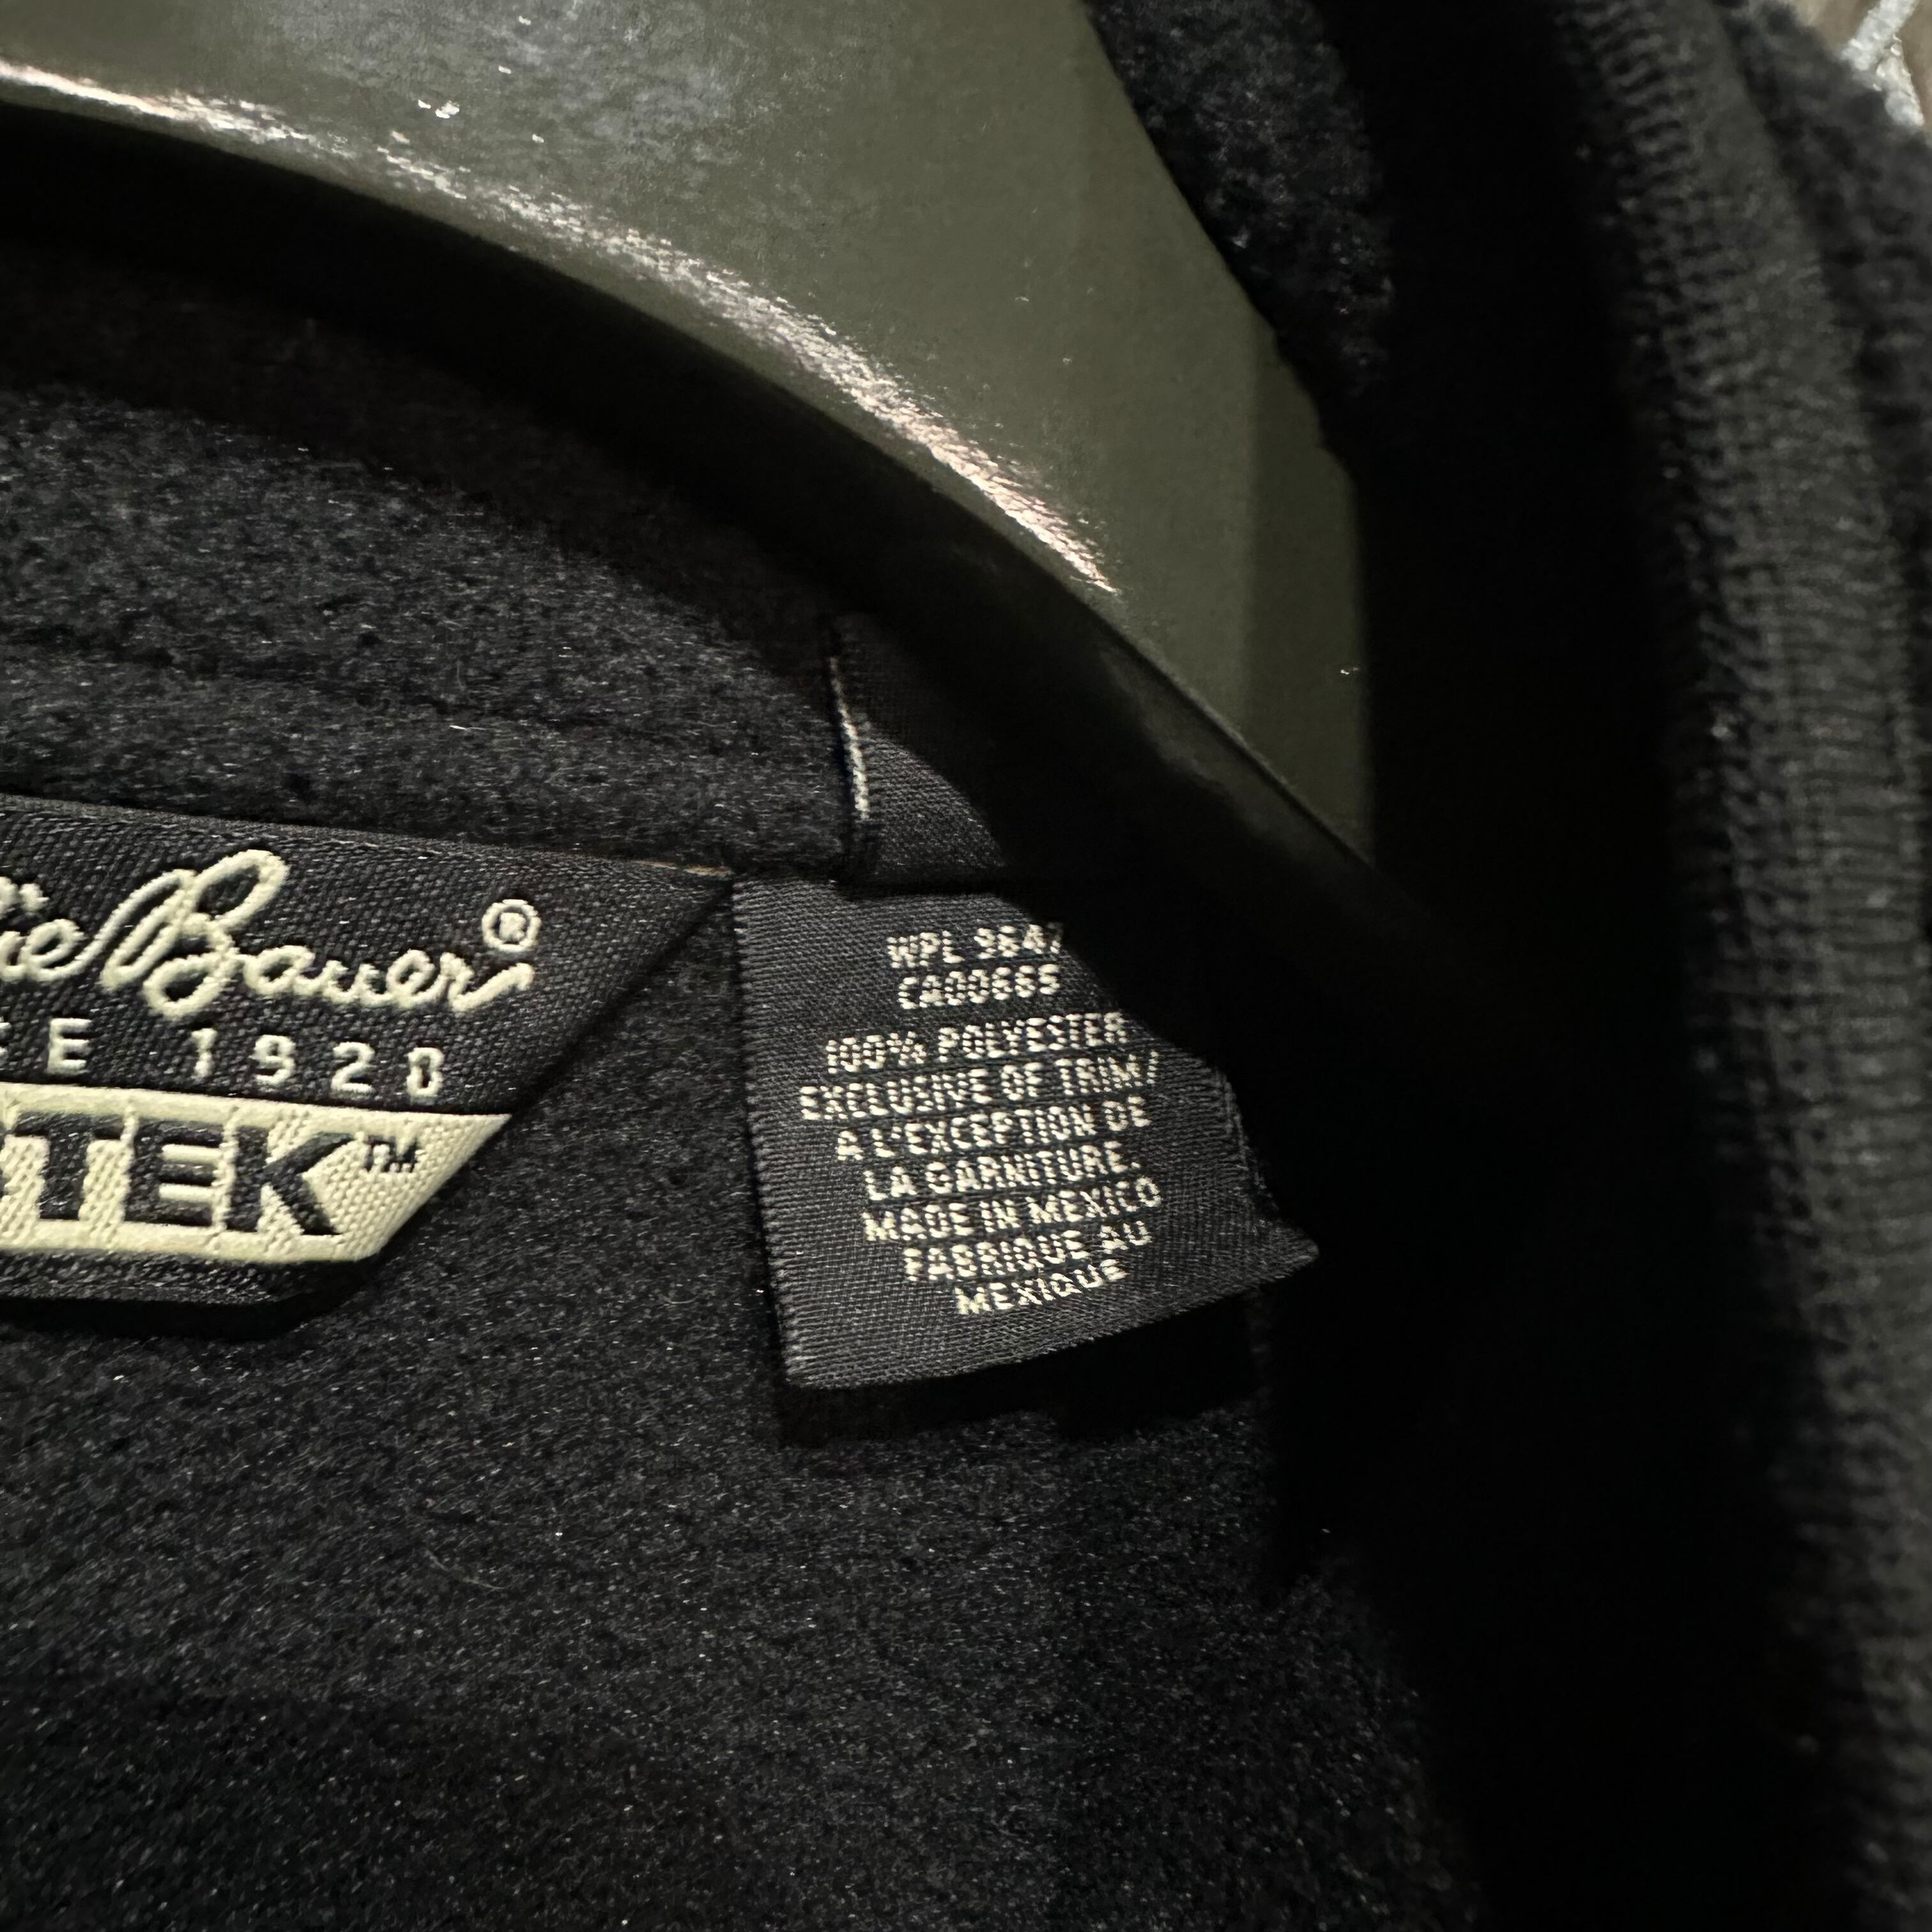 Bauer®
1920
TEK™
WPL 3647
CA00665
100% POLYESTER
EXCLUSIVE OF TRIM/
A L'EXCEPTION DE
LA GARNITURE.
MADE IN MEXICO
FABRIQUE AU
MEXIQUE